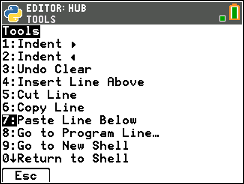 EDITOR: HUB
TOOLS
Tools
1:Indent ▸
2:Indent ◂
3:Undo Clear
4:Insert Line Above
5:Cut Line
6:Copy Line
7:Paste Line Below
8:Go to Program Line…
9:Go to New Shell
0↓Return to Shell
Esc